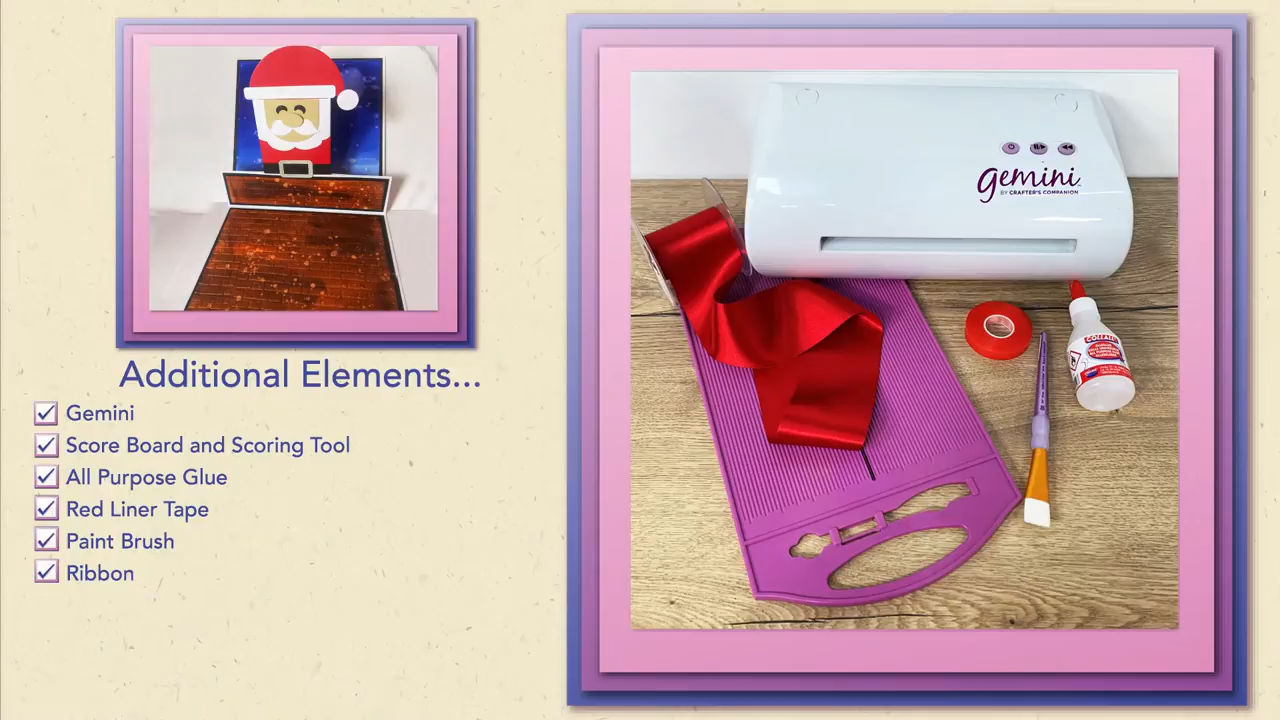 Additional Elements...
Gemini
Score Board and Scoring Tool
All Purpose Glue
Red Liner Tape
Paint Brush
Ribbon
gemini
BY CRAFTER'S COMPANION
COLLALL